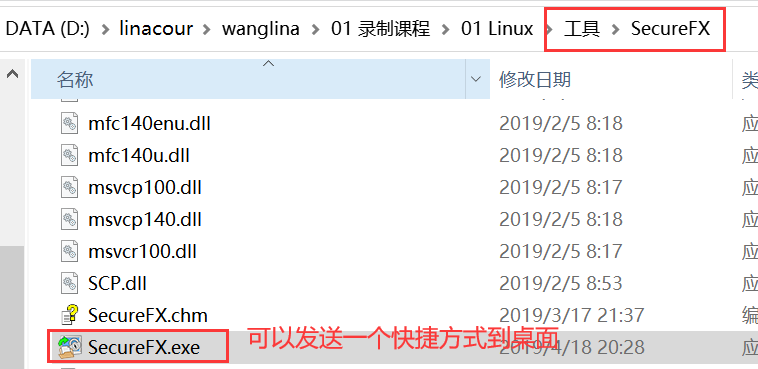 DATA (D:) > linacour > wanglina > 01 录制课程 > 01 Linux > 工具 > SecureFX
名称 修改日期 类
mfc140enu.dll 2019/2/5 8:18 应
mfc140u.dll 2019/2/5 8:18 应
msvcp100.dll 2019/2/5 8:17 应
msvcp140.dll 2019/2/5 8:18 应
msvcr100.dll 2019/2/5 8:17 应
SCP.dll 2019/2/5 8:53 应
SecureFX.chm 2019/3/17 21:37 编
SecureFX.exe 可以发送一个快捷方式到桌面 2019/4/18 20:28 应